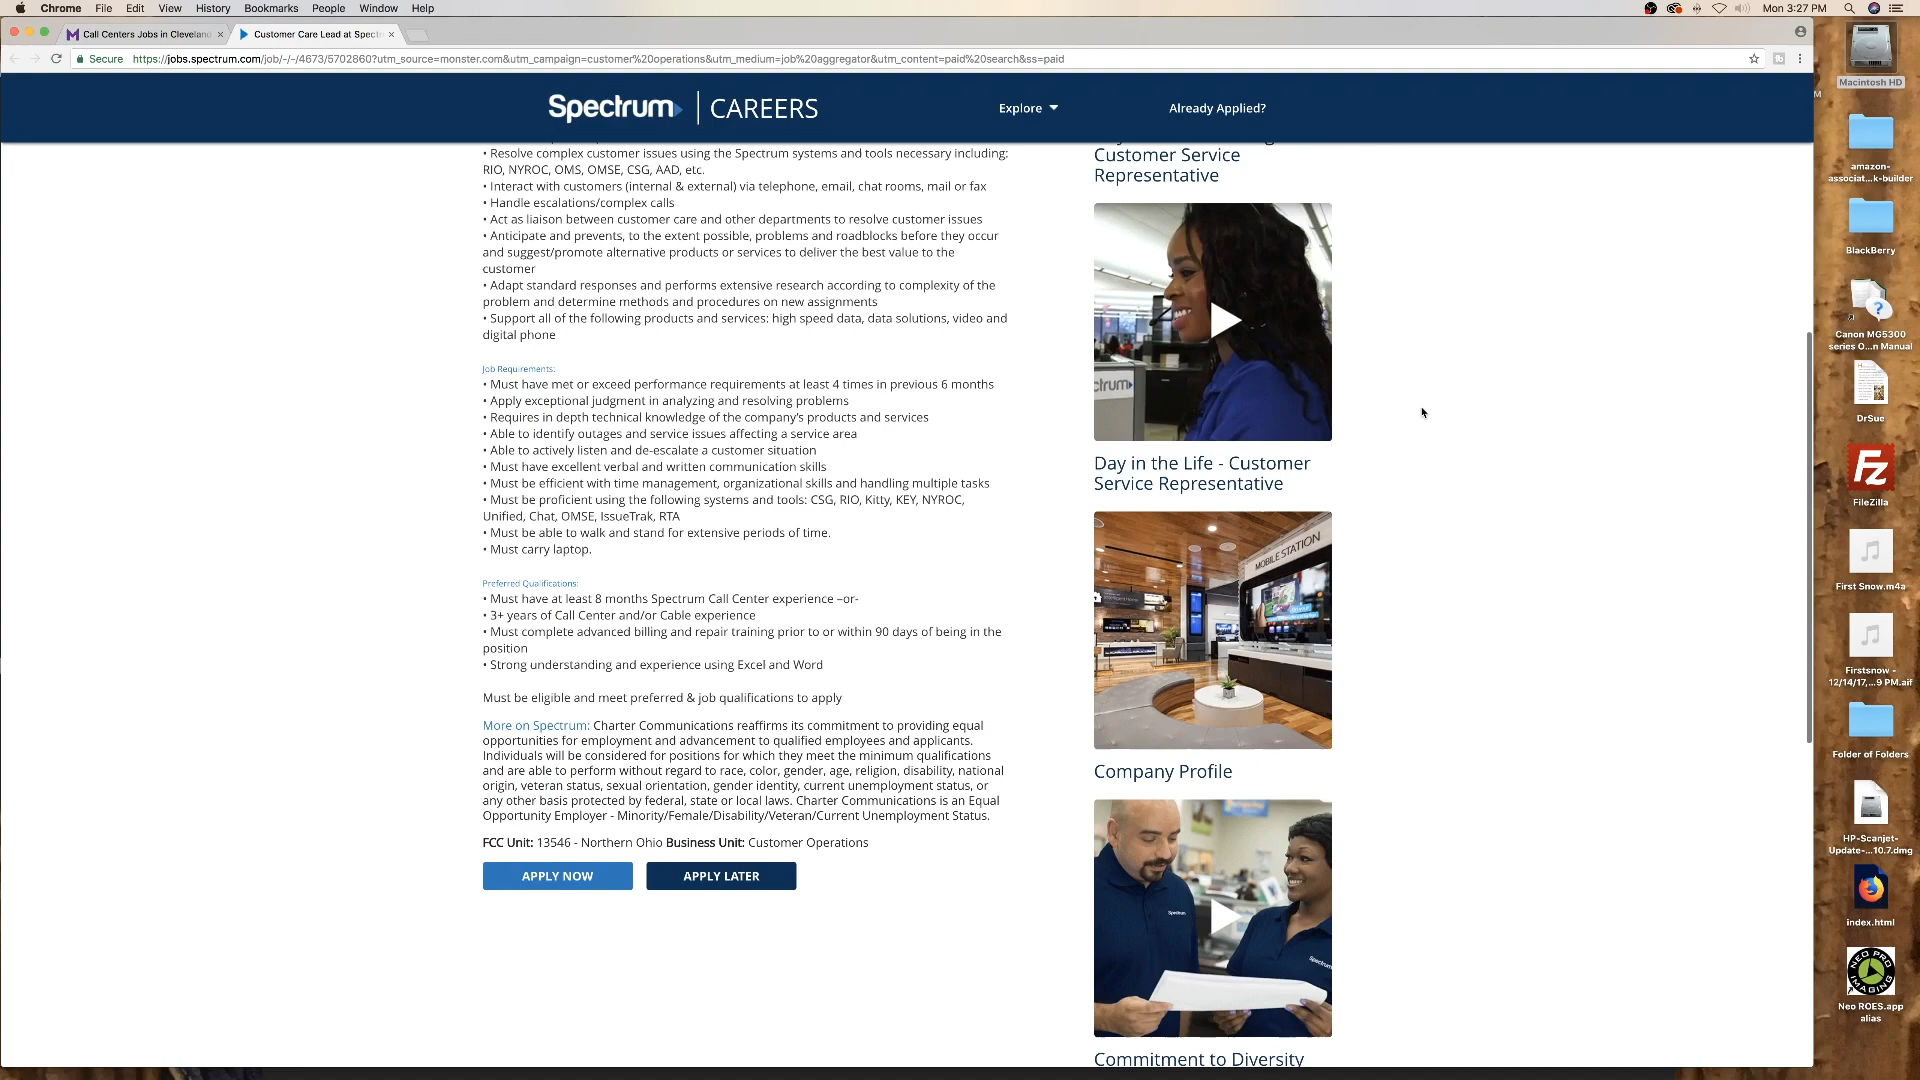 Chrome File Edit View History Bookmarks People Window Help
Mon 3:27 PM
Call Centers Jobs in Cleveland
Customer Care Lead at Spectr
Secure https://jobs.spectrum.com/job/-/-/4673/5702860?utm_source=monster.com&utm_campaign=customer%20operations&utm_medium=job%20aggregator&utm_content=paid%20search&ss=paid
Spectrum CAREERS
Explore
Already Applied?
• Resolve complex customer issues using the Spectrum systems and tools necessary including:
RIO, NYROC, OMS, OMSE, CSG, AAD, etc.
• Interact with customers (internal & external) via telephone, email, chat rooms, mail or fax
• Handle escalations/complex calls
• Act as liaison between customer care and other departments to resolve customer issues
• Anticipate and prevents, to the extent possible, problems and roadblocks before they occur
and suggest/promote alternative products or services to deliver the best value to the
customer
• Adapt standard responses and performs extensive research according to complexity of the
problem and determine methods and procedures on new assignments
• Support all of the following products and services: high speed data, data solutions, video and
digital phone
Job Requirements:
• Must have met or exceed performance requirements at least 4 times in previous 6 months
• Apply exceptional judgment in analyzing and resolving problems
• Requires in depth technical knowledge of the company's products and services
• Able to identify outages and service issues affecting a service area
• Able to actively listen and de-escalate a customer situation
• Must have excellent verbal and written communication skills
• Must be efficient with time management, organizational skills and handling multiple tasks
• Must be proficient using the following systems and tools: CSG, RIO, Kitty, KEY, NYROC,
Unified, Chat, OMSE, IssueTrak, RTA
• Must be able to walk and stand for extensive periods of time.
• Must carry laptop.
Preferred Qualifications:
• Must have at least 8 months Spectrum Call Center experience –or-
• 3+ years of Call Center and/or Cable experience
• Must complete advanced billing and repair training prior to or within 90 days of being in the
position
• Strong understanding and experience using Excel and Word
Must be eligible and meet preferred & job qualifications to apply
More on Spectrum: Charter Communications reaffirms its commitment to providing equal
opportunities for employment and advancement to qualified employees and applicants.
Individuals will be considered for positions for which they meet the minimum qualifications
and are able to perform without regard to race, color, gender, age, religion, disability, national
origin, veteran status, sexual orientation, gender identity, current unemployment status, or
any other basis protected by federal, state or local laws. Charter Communications is an Equal
Opportunity Employer - Minority/Female/Disability/Veteran/Current Unemployment Status.
FCC Unit: 13546 - Northern Ohio Business Unit: Customer Operations
APPLY NOW
APPLY LATER
Customer Service
Representative
ctrum
Day in the Life - Customer
Service Representative
MOBILE STATION
Company Profile
Spectrum
Spectrum
Commitment to Diversity
Macintosh HD
amazon-
associat...k-builder
BlackBerry
Canon MG5300
series O...n Manual
DrSue
Fz
FileZilla
First Snow.m4a
Firstsnow -
12/14/17,...9 PM.aif
Folder of Folders
HP-Scanjet-
Update-...10.7.dmg
index.html
NEO PRO
IMAGING
Neo ROES.app
alias